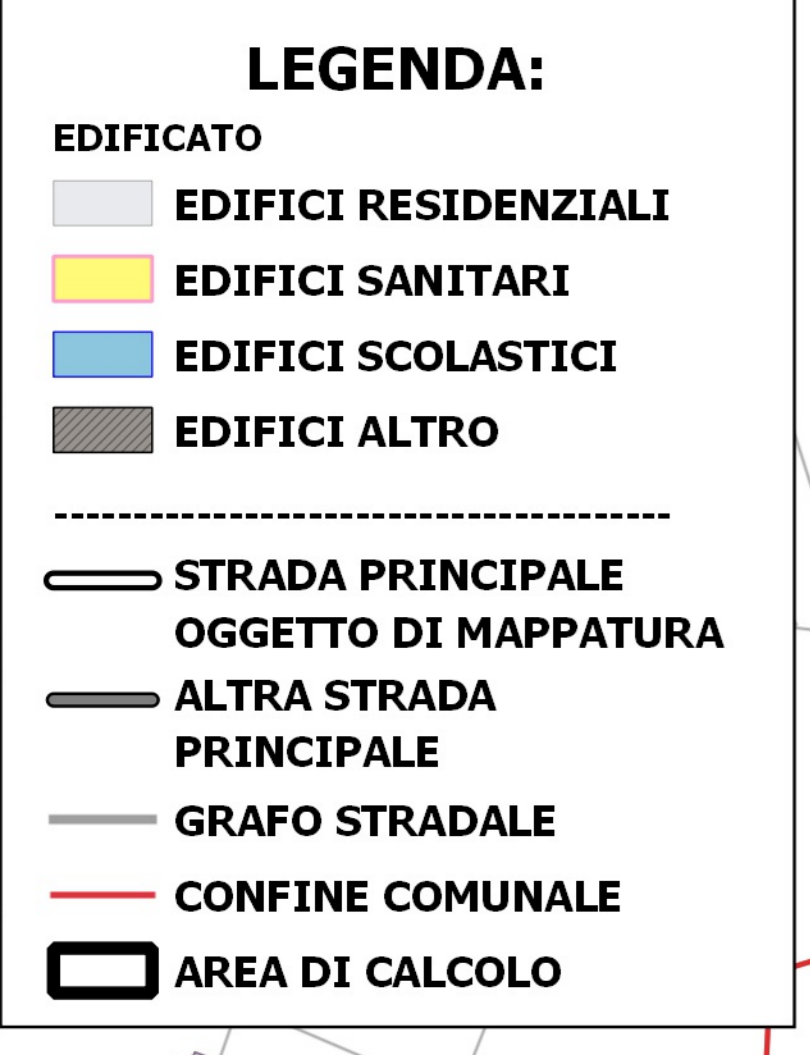 LEGENDA:
EDIFICATO
EDIFICI RESIDENZIALI
EDIFICI SANITARI
EDIFICI SCOLASTICI
EDIFICI ALTRO
---------------------------------------
STRADA PRINCIPALE
OGGETTO DI MAPPATURA
ALTRA STRADA
PRINCIPALE
GRAFO STRADALE
CONFINE COMUNALE
AREA DI CALCOLO